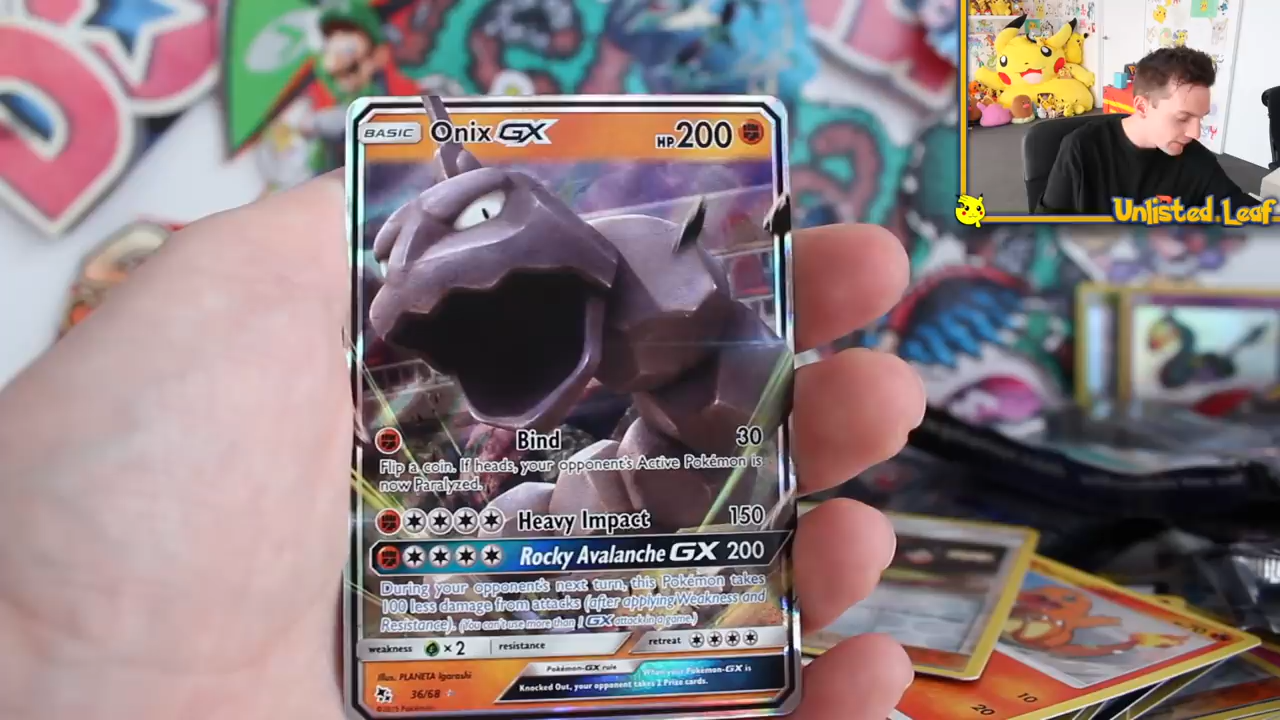 BASIC Onix GX HP 200
Unlisted.Leaf
Bind 30
Flip a coin. If heads, your opponent's Active Pokémon is
now Paralyzed.
Heavy Impact 150
Rocky Avalanche GX 200
During your opponent's next turn, this Pokémon takes
100 less damage from attacks (after applying Weakness and
Resistance). (You can't use more than 1 GX attack in a game.)
weakness × 2 resistance retreat
Pokémon-GX rule When your Pokémon-GX is
Knocked Out, your opponent takes 2 Prize cards.
Illus. PLANETA Igarashi
36/68
10
20